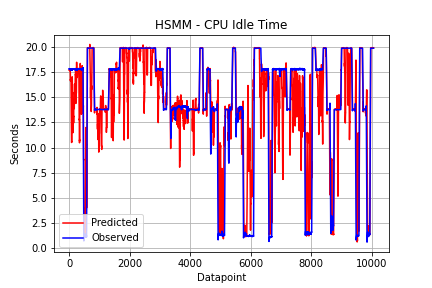 HSMM - CPU Idle Time
20.0
17.5
15.0
12.5
10.0
7.5
5.0
2.5
0.0
Seconds
Predicted
Observed
0 2000 4000 6000 8000 10000
Datapoint